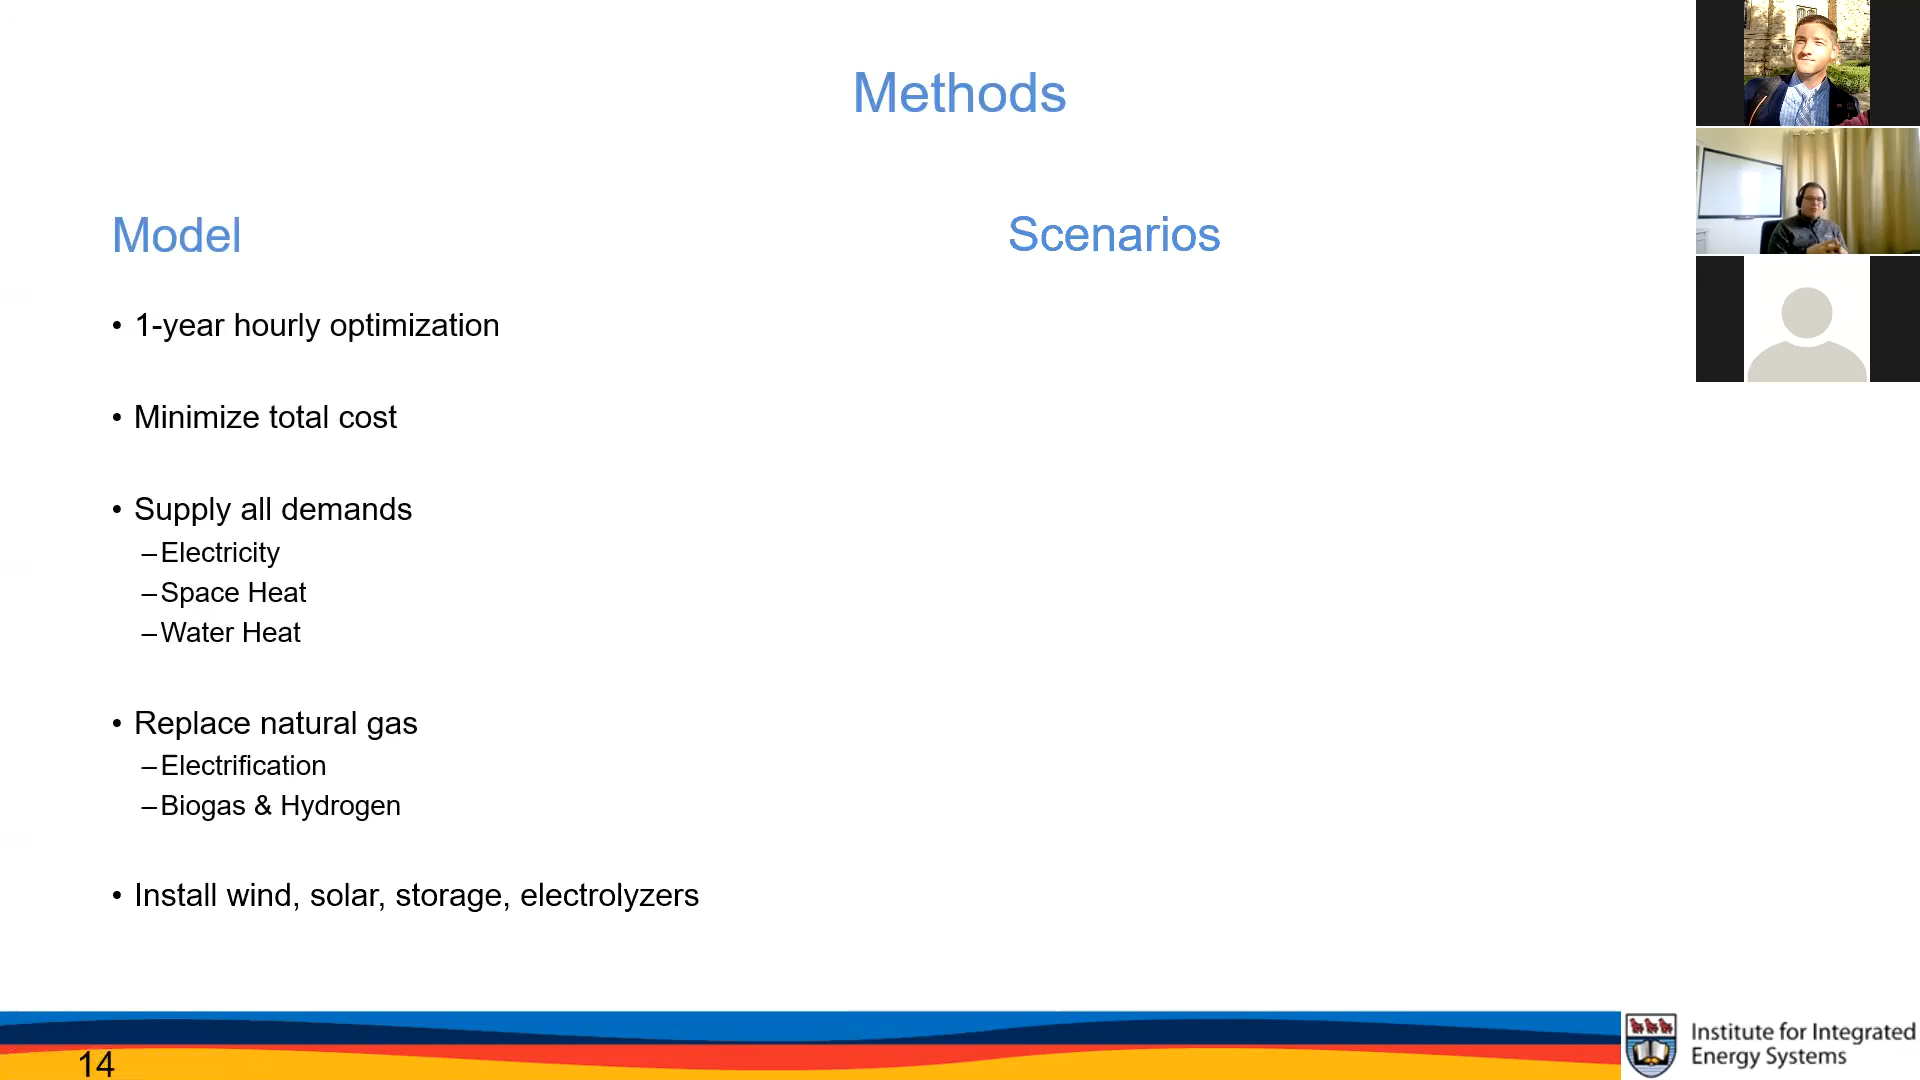 Methods
Model
• 1-year hourly optimization
• Minimize total cost
• Supply all demands
–Electricity
–Space Heat
–Water Heat
• Replace natural gas
–Electrification
–Biogas & Hydrogen
• Install wind, solar, storage, electrolyzers
Scenarios
14
Institute for Integrated
Energy Systems